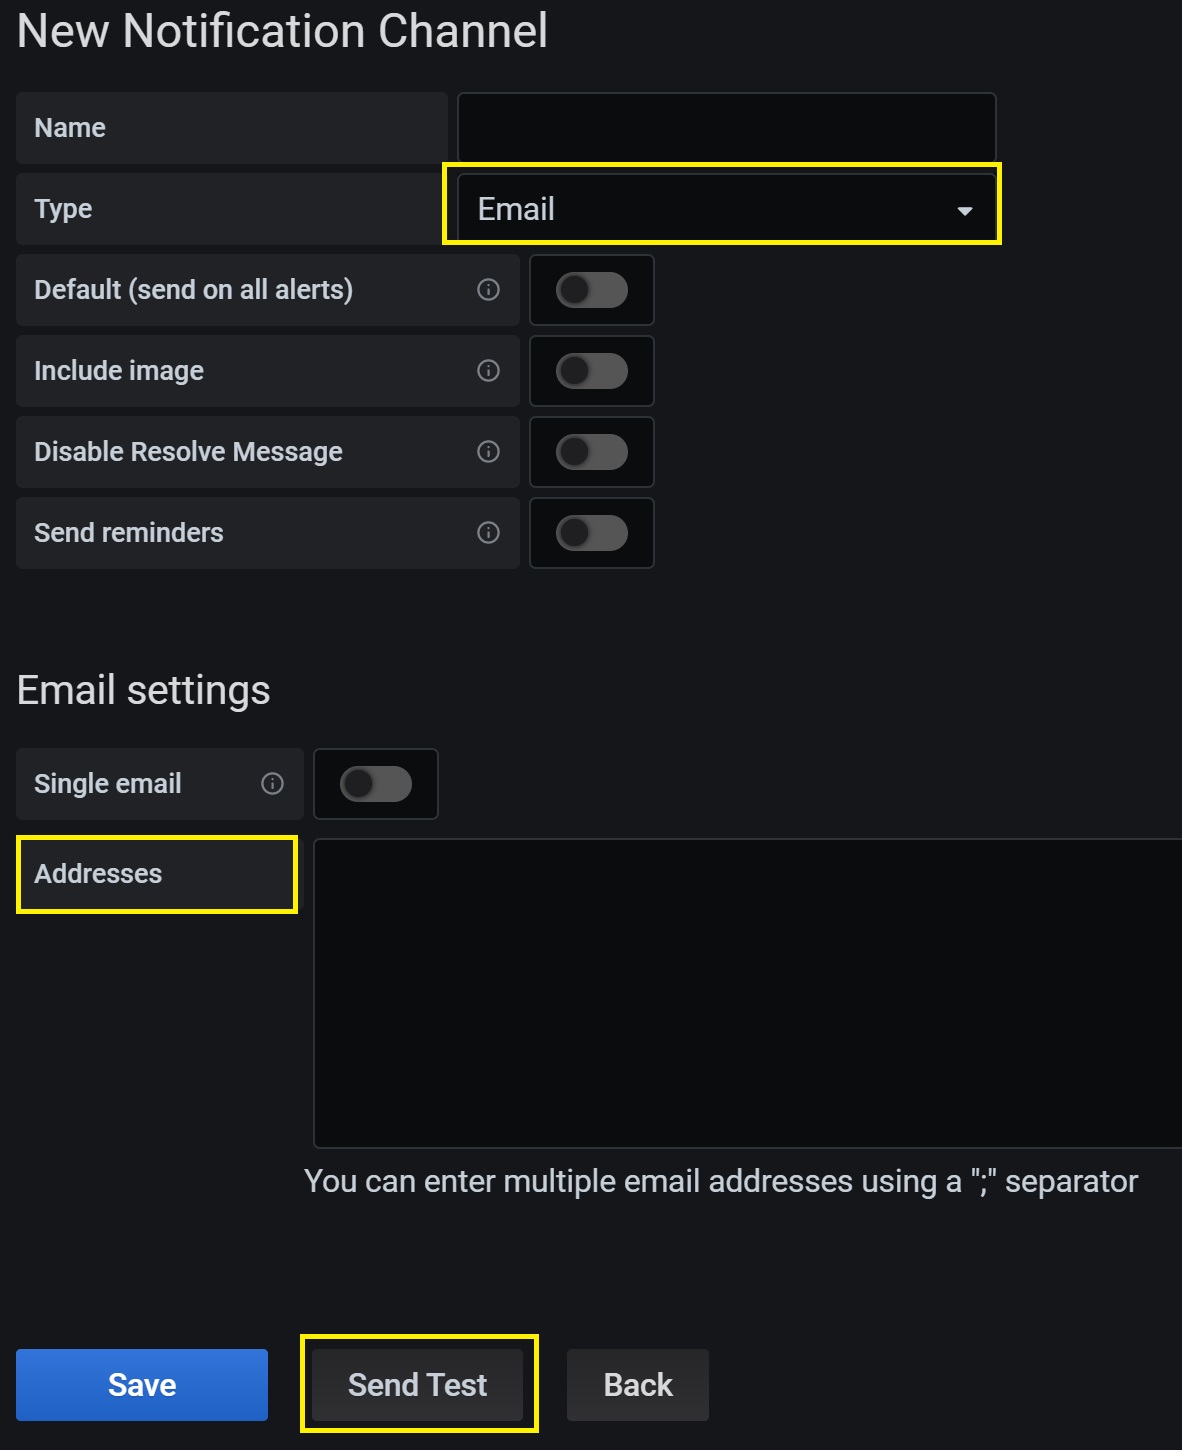 New Notification Channel
Name
Type
Email
Default (send on all alerts)
Include image
Disable Resolve Message
Send reminders
Email settings
Single email
Addresses
You can enter multiple email addresses using a ";" separator
Save
Send Test
Back